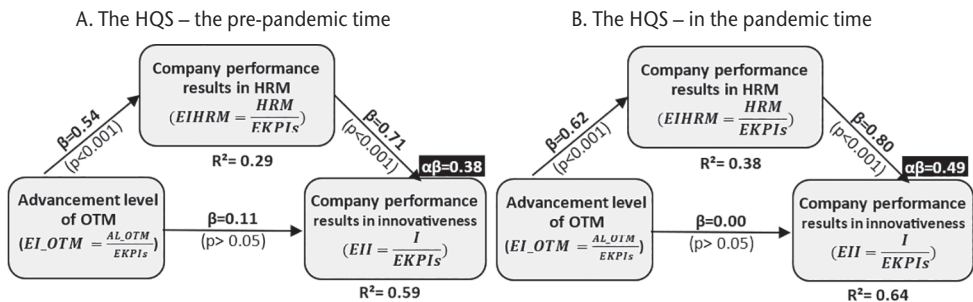 A. The HQS – the pre-pandemic time
Company performance
results in HRM
(EIHRM = HRM/EKPIs)
R²= 0.29
β=0.54
(p<0.001)
β=0.71
(p<0.001)
αβ=0.38
Advancement level
of OTM
(EI_OTM = AL_OTM/EKPIs)
β=0.11
(p> 0.05)
Company performance
results in innovativeness
(EII = I/EKPIs)
R²= 0.59
B. The HQS – in the pandemic time
Company performance
results in HRM
(EIHRM = HRM/EKPIs)
R²= 0.38
β=0.62
(p<0.001)
β=0.80
(p<0.001)
αβ=0.49
Advancement level
of OTM
(EI_OTM = AL_OTM/EKPIs)
β=0.00
(p> 0.05)
Company performance
results in innovativeness
(EII = I/EKPIs)
R²= 0.64